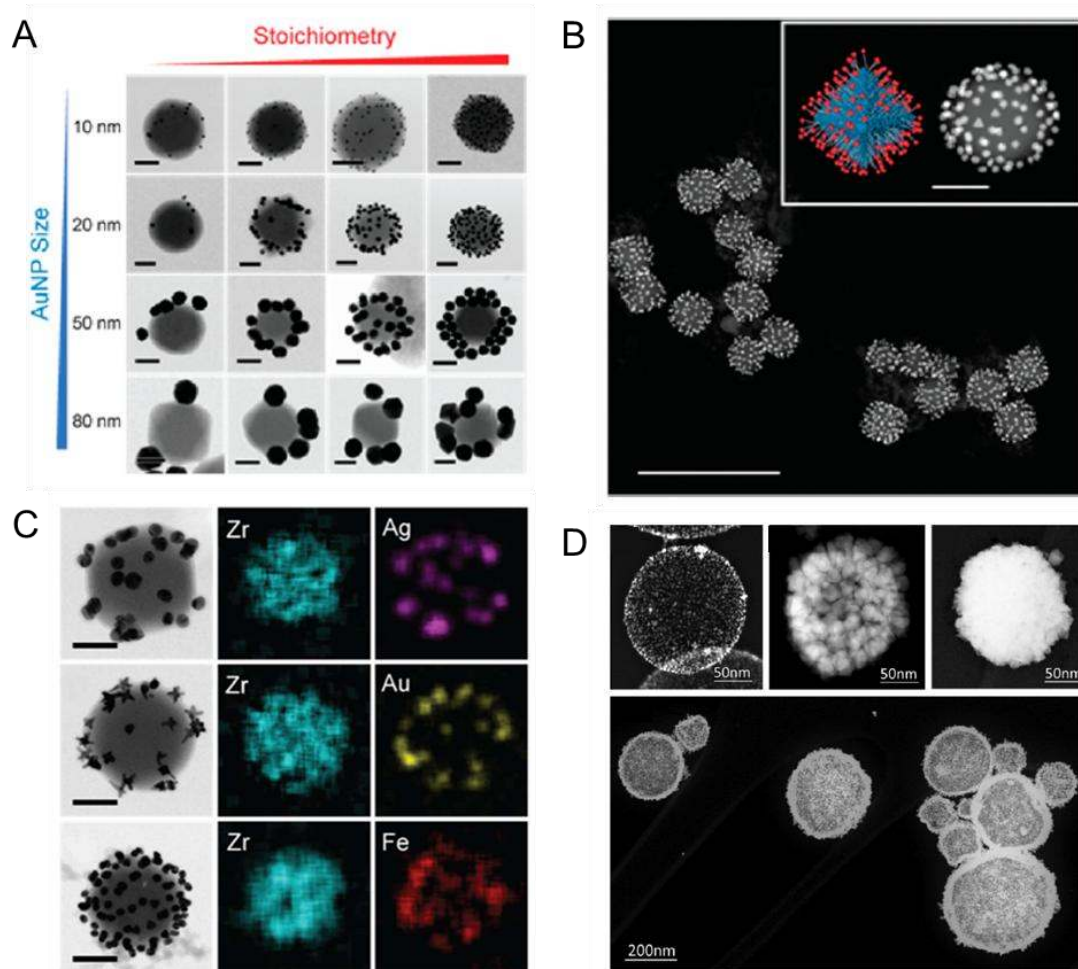 A
Stoichiometry
AuNP Size
10 nm
20 nm
50 nm
80 nm
B
C
Zr
Ag
Zr
Au
Zr
Fe
D
50nm
50nm
50nm
200nm